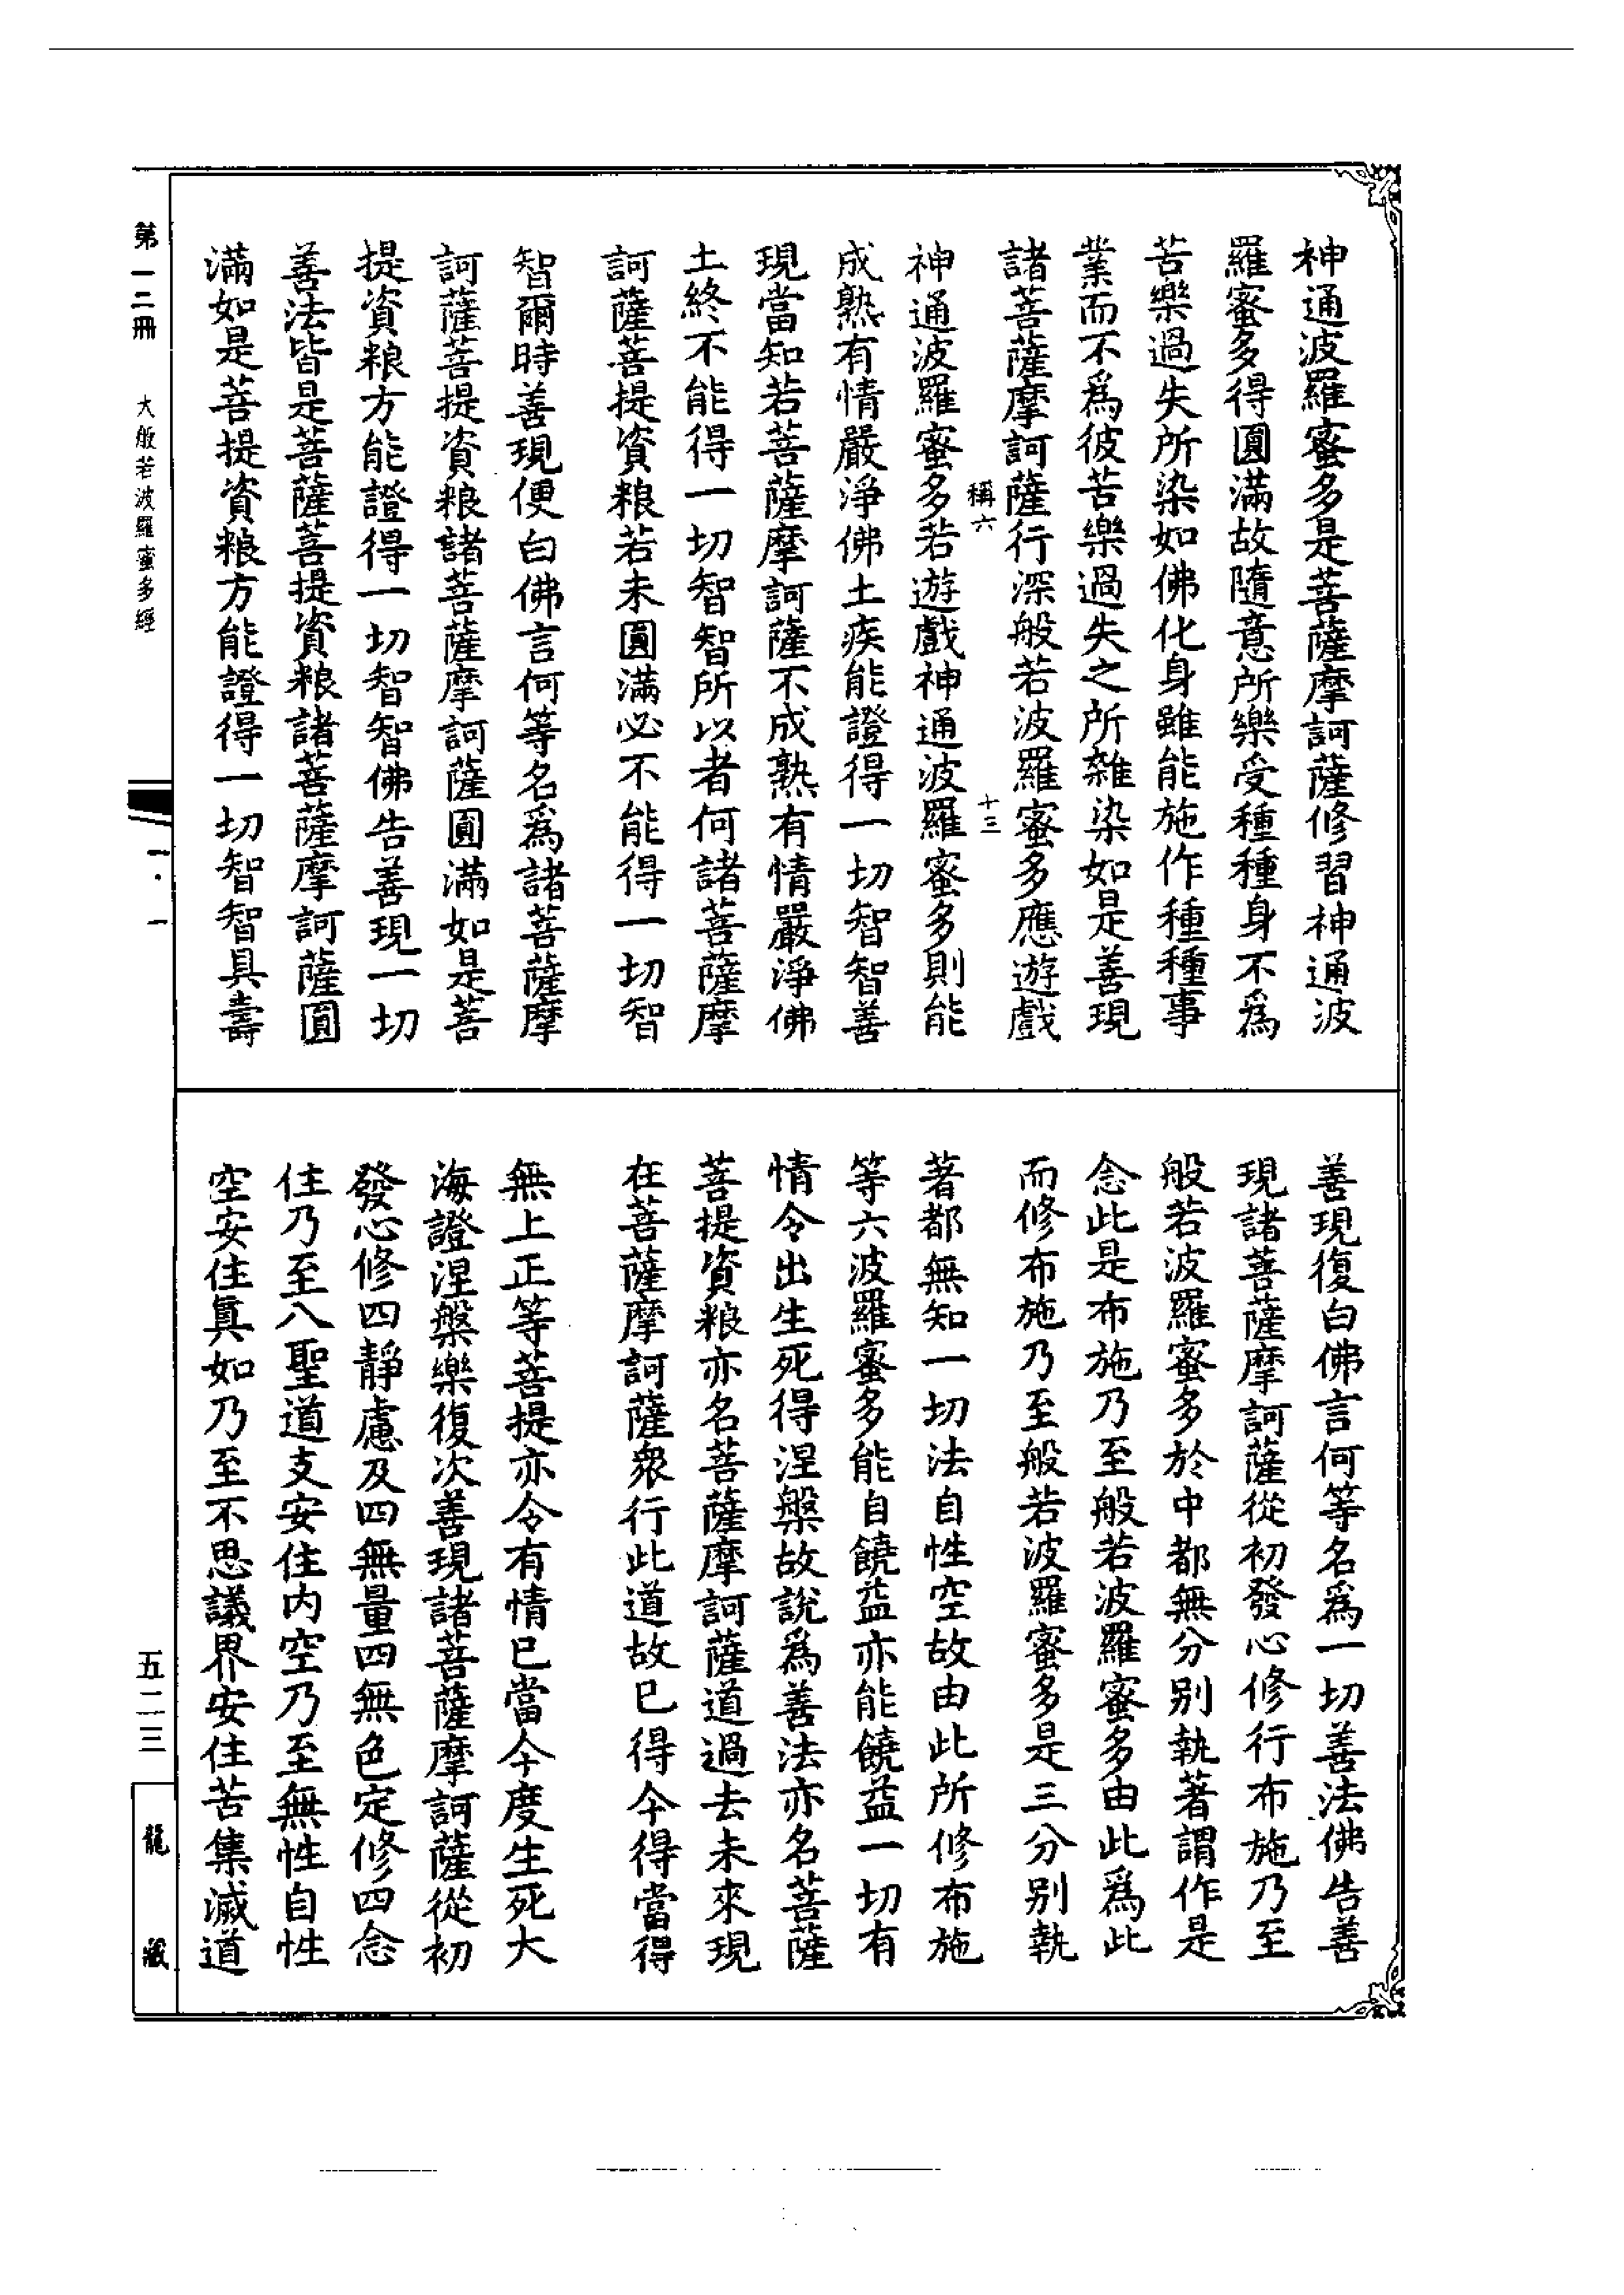 神通波羅蜜多是菩薩摩訶薩修習神通波
羅蜜多得圓滿故隨意所樂受種種身不爲
苦樂過失所染如佛化身雖能施作種種事
業而不爲彼苦樂過失之所雜染如是善現
諸菩薩摩訶薩行深般若波羅蜜多應遊戲
稱六
十三
神通波羅蜜多若遊戲神通波羅蜜多則能
成熟有情嚴淨佛土疾能證得一切智智善
現當知若菩薩摩訶薩不成熟有情嚴淨佛
土終不能得一切智智所以者何諸菩薩摩
訶薩菩提資粮若未圓滿必不能得一切智
智爾時善現便白佛言何等名爲諸菩薩摩
訶薩菩提資粮諸菩薩摩訶薩圓滿如是菩
提資粮方能證得一切智智佛告善現一切
善法皆是菩薩菩提資粮諸菩薩摩訶薩圓
滿如是菩提資粮方能證得一切智智具壽
善現復白佛言何等名爲一切善法佛告善
現諸菩薩摩訶薩從初發心修行布施乃至
般若波羅蜜多於中都無分別執著謂作是
念此是布施乃至般若波羅蜜多由此爲此
而修布施乃至般若波羅蜜多是三分別執
著都無知一切法自性空故由此所修布施
等六波羅蜜多能自饒益亦能饒益一切有
情令出生死得涅槃故說爲善法亦名菩薩
菩提資粮亦名菩薩摩訶薩道過去未來現
在菩薩摩訶薩衆行此道故已得今得當得
無上正等菩提亦令有情已當今度生死大
海證涅槃樂復次善現諸菩薩摩訶薩從初
發心修四靜慮及四無量四無色定修四念
住乃至八聖道支安住內空乃至無性自性
空安住眞如乃至不思議界安住苦集滅道
第一二冊
大般若波羅蜜多經
一·一
五二三
龍藏